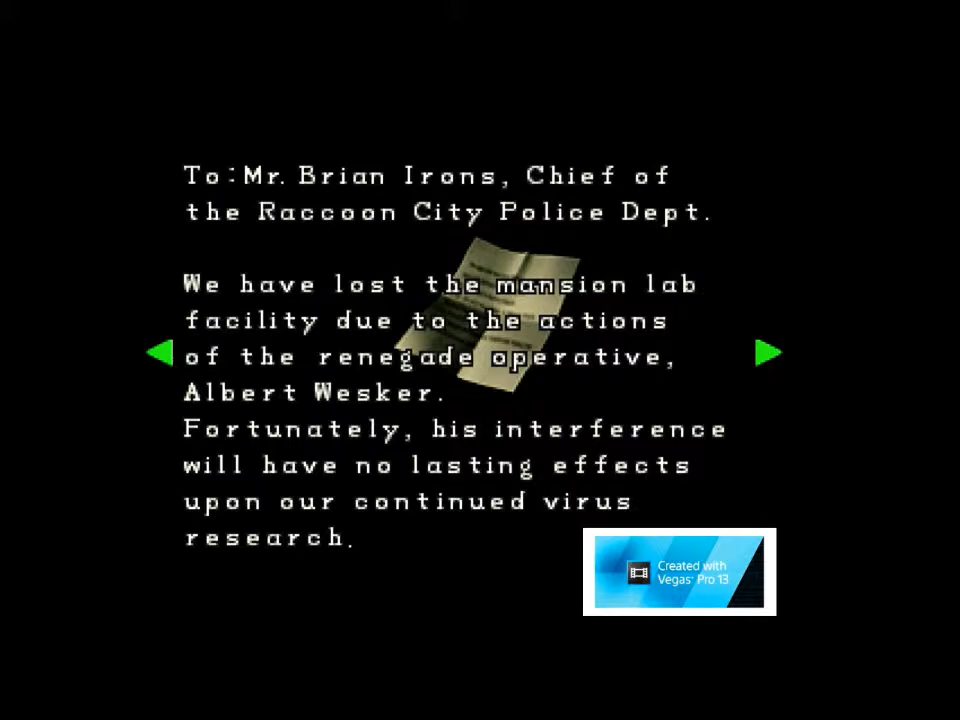 To:Mr. Brian Irons, Chief of
the Raccoon City Police Dept.
We have lost the mansion lab
facility due to the actions
of the renegade operative,
Albert Wesker.
Fortunately, his interference
will have no lasting effects
upon our continued virus
research.
Created with
Vegas™ Pro 13